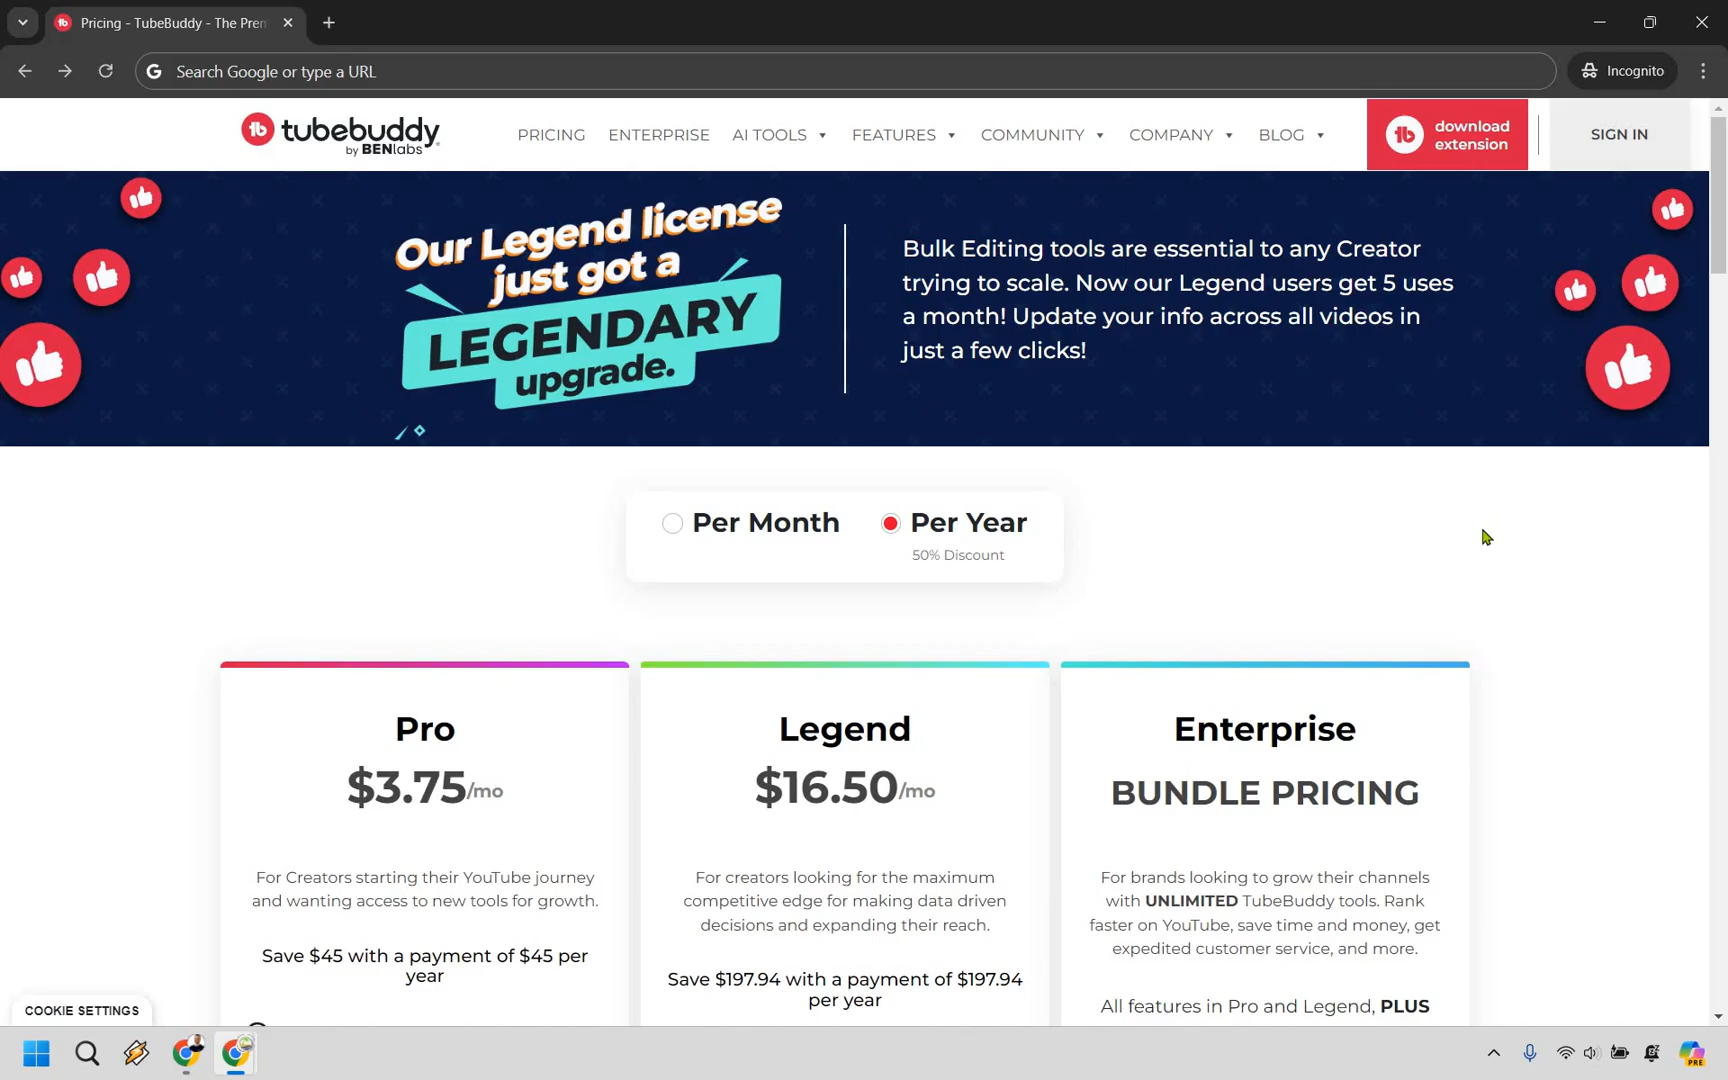 Pricing - TubeBuddy - The Prem
Search Google or type a URL
Incognito
tubebuddy
by BENlabs
PRICING
ENTERPRISE
AI TOOLS
FEATURES
COMMUNITY
COMPANY
BLOG
download
extension
SIGN IN
Our Legend license
just got a
LEGENDARY
upgrade.
Bulk Editing tools are essential to any Creator
trying to scale. Now our Legend users get 5 uses
a month! Update your info across all videos in
just a few clicks!
Per Month
Per Year
50% Discount
Pro
$3.75/mo
For Creators starting their YouTube journey
and wanting access to new tools for growth.
Save $45 with a payment of $45 per
year
Legend
$16.50/mo
For creators looking for the maximum
competitive edge for making data driven
decisions and expanding their reach.
Save $197.94 with a payment of $197.94
per year
Enterprise
BUNDLE PRICING
For brands looking to grow their channels
with UNLIMITED TubeBuddy tools. Rank
faster on YouTube, save time and money, get
expedited customer service, and more.
All features in Pro and Legend, PLUS
COOKIE SETTINGS
PRE